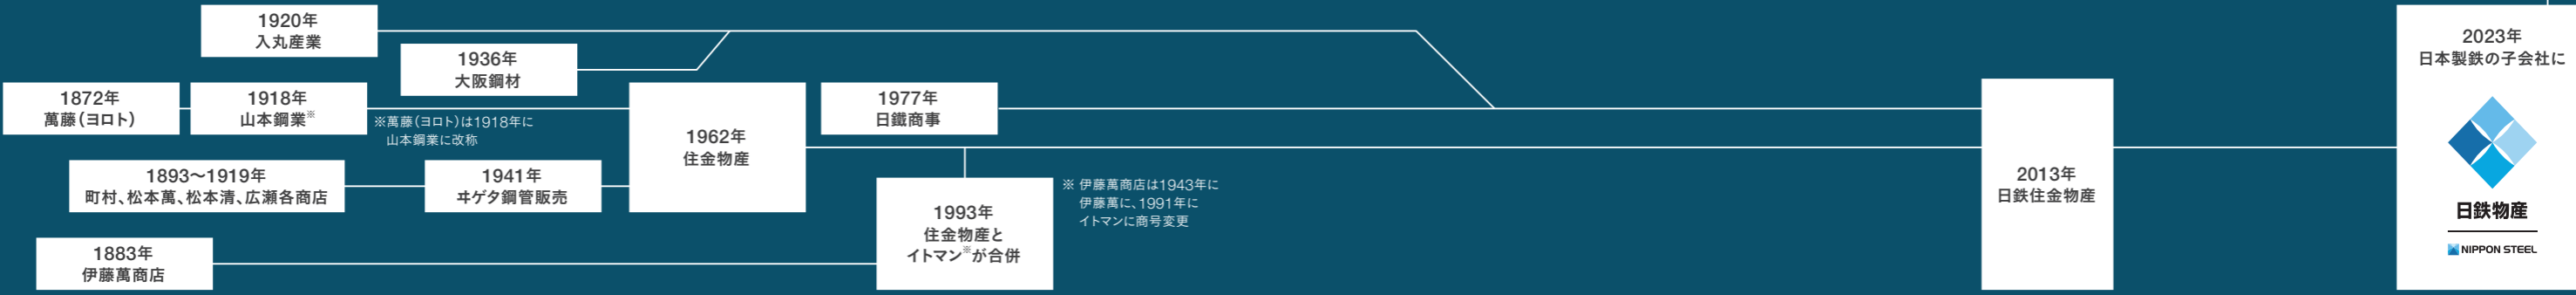 1920年
入丸産業
1936年
大阪鋼材
1872年
萬藤(ヨロト)
1918年
山本鋼業※
※萬藤(ヨロト)は1918年に
山本鋼業に改称
1893〜1919年
町村、松本萬、松本清、広瀬各商店
1941年
ヰゲタ鋼管販売
1883年
伊藤萬商店
1962年
住金物産
1977年
日鐵商事
1993年
住金物産と
イトマン※が合併
※ 伊藤萬商店は1943年に
伊藤萬に、1991年に
イトマンに商号変更
2013年
日鉄住金物産
2023年
日本製鉄の子会社に
日鉄物産
NIPPON STEEL